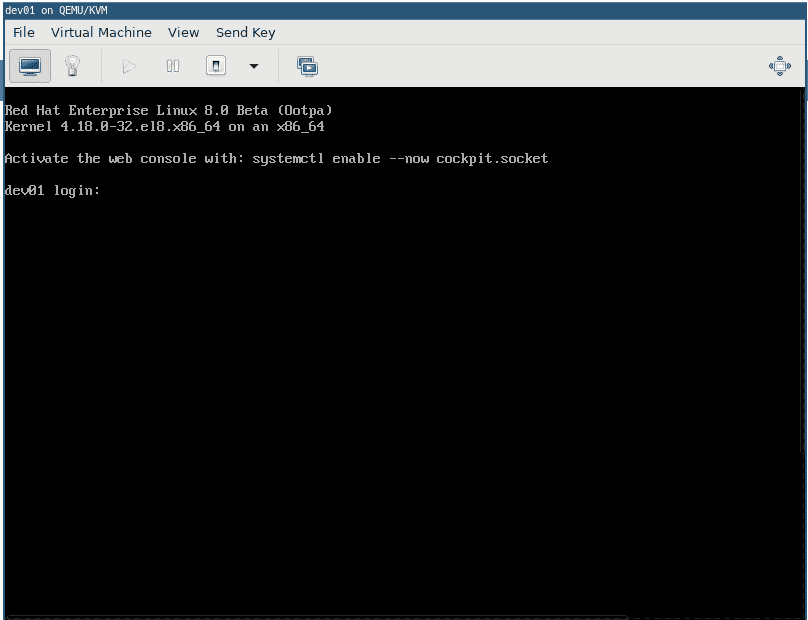 dev01 on QEMU/KVM
File Virtual Machine View Send Key
Red Hat Enterprise Linux 8.0 Beta (Ootpa)
Kernel 4.18.0-32.el8.x86_64 on an x86_64
Activate the web console with: systemctl enable --now cockpit.socket
dev01 login: